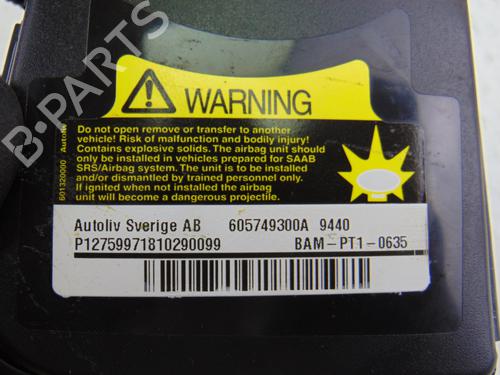 B-PARTS
WARNING
601320000 Autoliv
Do not open remove or transfer to another
vehicle! Risk of malfunction and bodily injury!
Contains explosive solids. The airbag unit should
only be installed in vehicles prepared for SAAB
SRS/Airbag system. The unit is to be installed
and/or dismantled by trained personnel only.
If ignited when not installed the airbag
unit will become a dangerous projectile.
Autoliv Sverige AB 605749300A 9440
P12759971810290099 BAM-PT1-0635